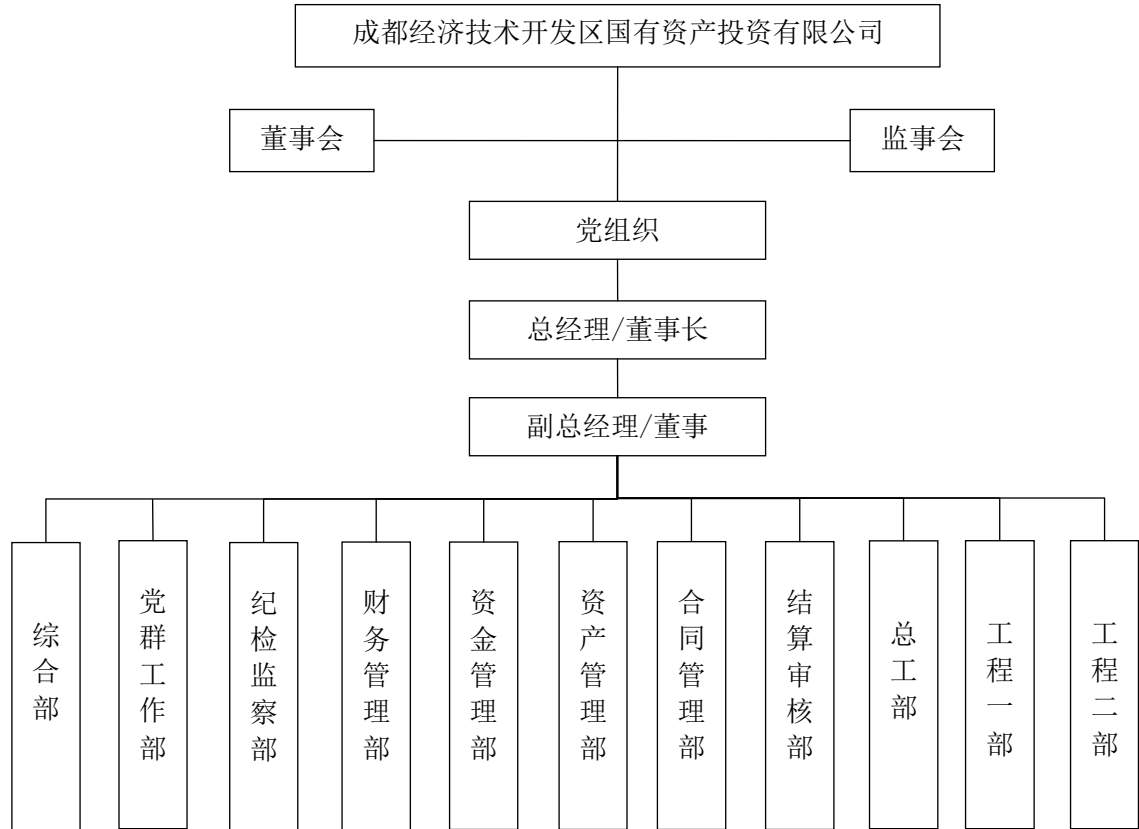 成都经济技术开发区国有资产投资有限公司
董事会
监事会
党组织
总经理/董事长
副总经理/董事
综合部
党群工作部
纪检监察部
财务管理部
资金管理部
资产管理部
合同管理部
结算审核部
总工部
工程一部
工程二部